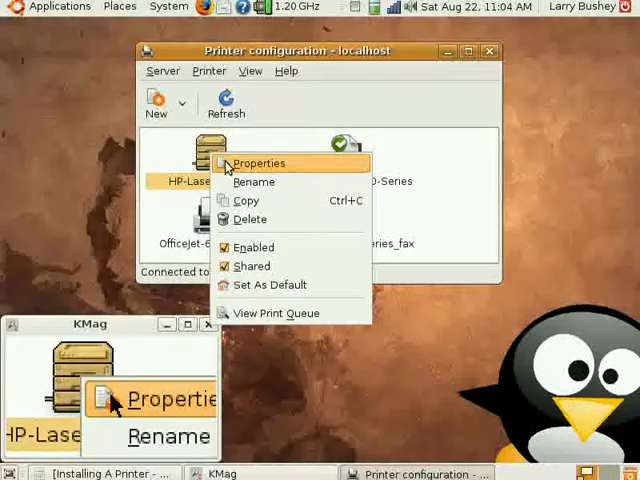 Applications Places System 1.20 GHz Sat Aug 22, 11:04 AM Larry Bushey
Printer configuration - localhost
Server Printer View Help
New Refresh
HP-Lase
0-Series
OfficeJet-6
eries_fax
Connected to
Properties
Rename
Copy Ctrl+C
Delete
Enabled
Shared
Set As Default
View Print Queue
KMag
Propertie
HP-Lase
Rename
[Installing A Printer - ... KMag Printer configuration - ...